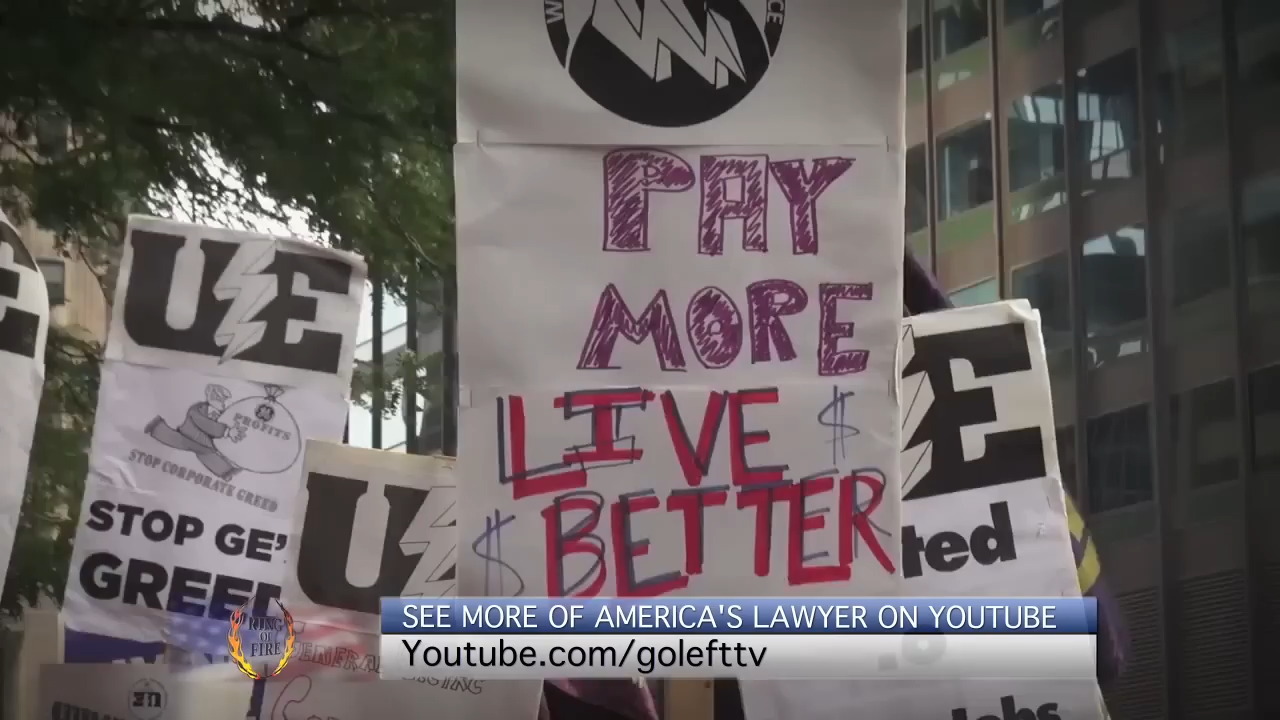 PAY
MORE
LIVE $
$ BETTER
UE
PROFITS
STOP CORPORATE GREED
STOP GE'
GREED
U
E
E
ted
RING
OF
FIRE
SEE MORE OF AMERICA'S LAWYER ON YOUTUBE
Youtube.com/golefttv
UE